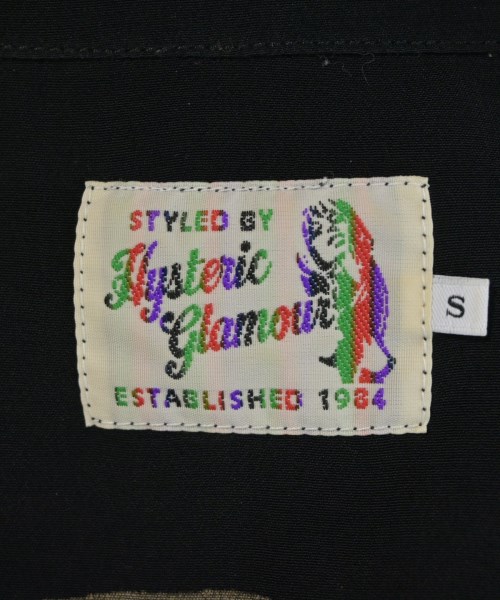 STYLED BY
Hysteric
Glamour
ESTABLISHED 1984
S